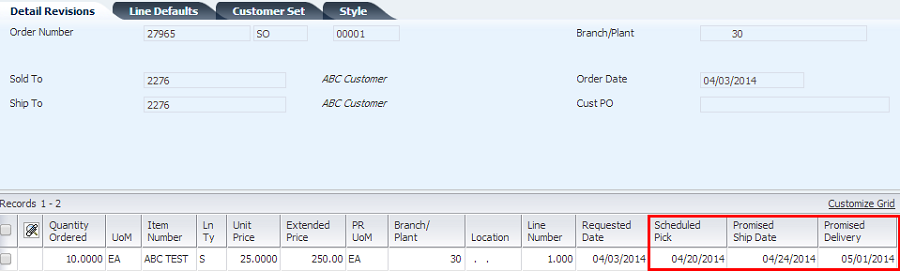 Detail Revisions Line Defaults Customer Set Style
Order Number 27965 SO 00001 Branch/Plant 30
Sold To 2276 ABC Customer Order Date 04/03/2014
Ship To 2276 ABC Customer Cust PO
Records 1 - 2 Customize Grid
Quantity Ordered UoM Item Number Ln Ty Unit Price Extended Price PR UoM Branch/ Plant Location Line Number Requested Date Scheduled Pick Promised Ship Date Promised Delivery
10.0000 EA ABC TEST S 25.0000 250.00 EA 30 . . 1.000 04/03/2014 04/20/2014 04/24/2014 05/01/2014